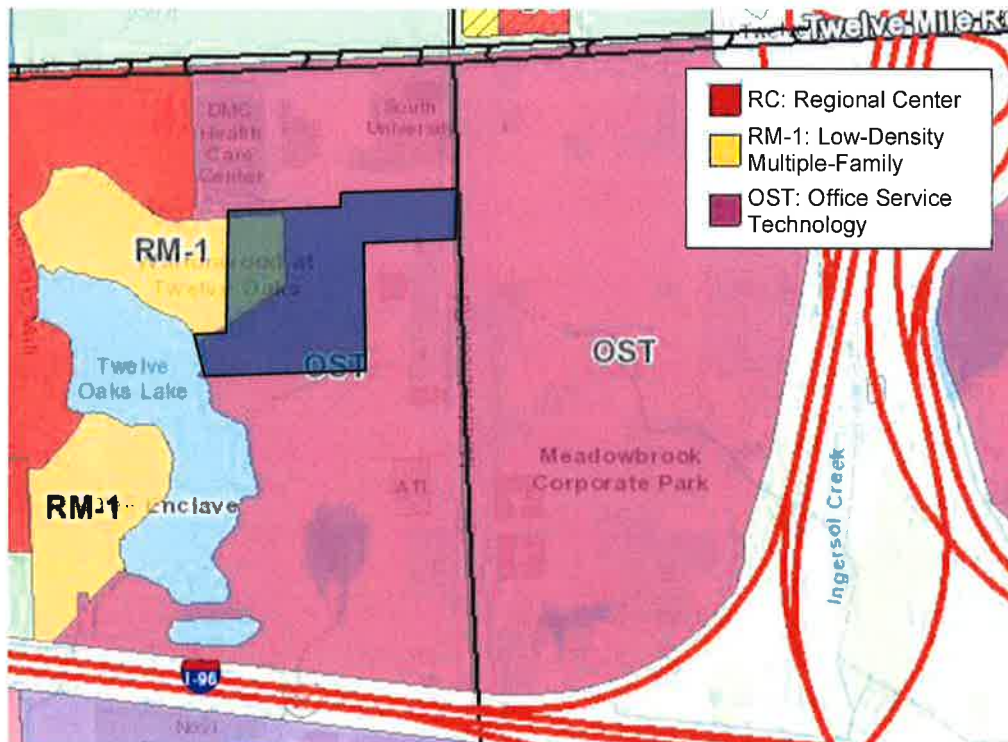 Twelve Mile R
RC: Regional Center
RM-1: Low-Density
Multiple-Family
OST: Office Service
Technology
DMC
Health
Care
Center
South
University
RM-1
Twelve Oaks
OST
OST
Twelve
Oaks Lake
Meadowbrook
Corporate Park
ATI
RM-1 Enclave
Ingersol Creek
I-96
Novi